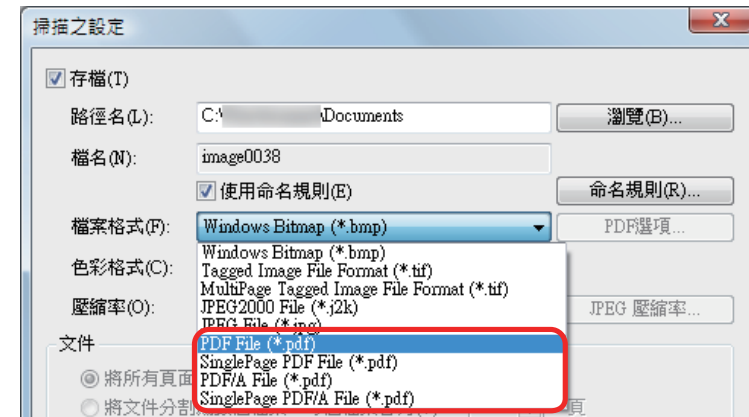 掃描之設定
存檔(T)
路徑名(L): C:\ \Documents 瀏覽(B)...
檔名(N): image0038
使用命名規則(E) 命名規則(R)...
檔案格式(F): Windows Bitmap (*.bmp) PDF選項...
Windows Bitmap (*.bmp)
色彩格式(C): Tagged Image File Format (*.tif)
MultiPage Tagged Image File Format (*.tif)
壓縮率(O): JPEG2000 File (*.j2k) JPEG 壓縮率...
JPEG File (*.jpg)
文件 PDF File (*.pdf)
SinglePage PDF File (*.pdf)
將所有頁面 PDF/A File (*.pdf)
將文件分割 SinglePage PDF/A File (*.pdf) 頁